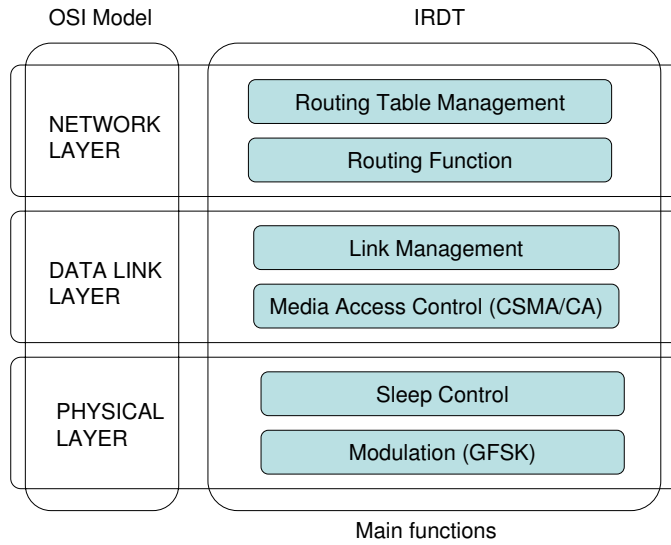 OSI Model
IRDT
NETWORK
LAYER
Routing Table Management
Routing Function
DATA LINK
LAYER
Link Management
Media Access Control (CSMA/CA)
PHYSICAL
LAYER
Sleep Control
Modulation (GFSK)
Main functions